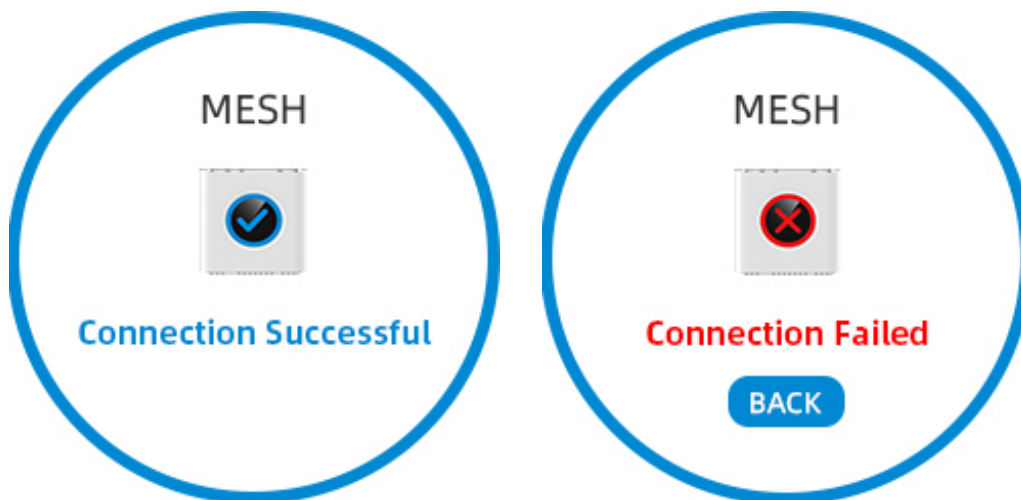 MESH
Connection Successful
MESH
Connection Failed
BACK